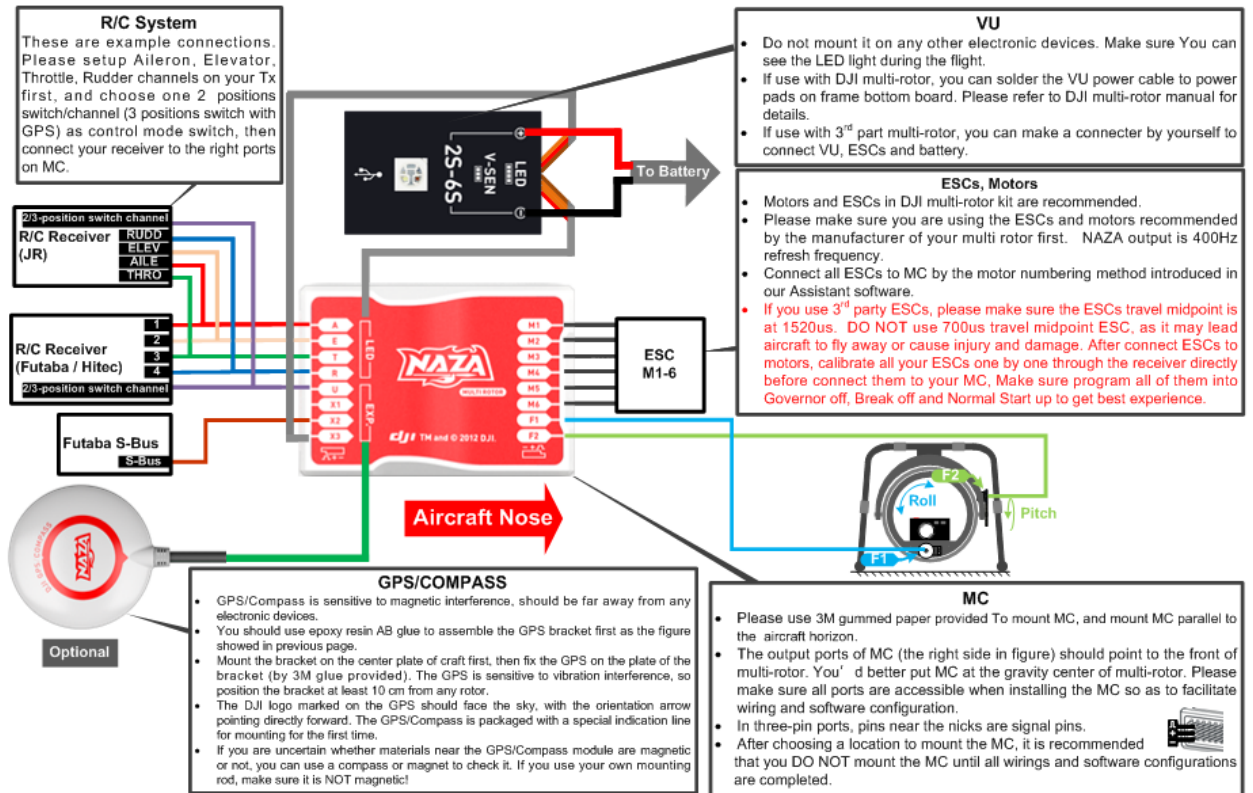 R/C System
These are example connections.
Please setup Aileron, Elevator,
Throttle, Rudder channels on your Tx
first, and choose one 2 positions
switch/channel (3 positions switch with
GPS) as control mode switch, then
connect your receiver to the right ports
on MC.
VU
• Do not mount it on any other electronic devices. Make sure You can
see the LED light during the flight.
• If use with DJI multi-rotor, you can solder the VU power cable to power
pads on frame bottom board. Please refer to DJI multi-rotor manual for
details.
• If use with 3rd part multi-rotor, you can make a connecter by yourself to
connect VU, ESCs and battery.
LED
V-SEN
2S-6S
To Battery
ESCs, Motors
• Motors and ESCs in DJI multi-rotor kit are recommended.
• Please make sure you are using the ESCs and motors recommended
by the manufacturer of your multi rotor first. NAZA output is 400Hz
refresh frequency.
• Connect all ESCs to MC by the motor numbering method introduced in
our Assistant software.
• If you use 3rd party ESCs, please make sure the ESCs travel midpoint is
at 1520us. DO NOT use 700us travel midpoint ESC, as it may lead
aircraft to fly away or cause injury and damage. After connect ESCs to
motors, calibrate all your ESCs one by one through the receiver directly
before connect them to your MC, Make sure program all of them into
Governor off, Break off and Normal Start up to get best experience.
2/3-position switch channel
R/C Receiver
(JR)
RUDD
ELEV
AILE
THRO
R/C Receiver
(Futaba / Hitec)
1
2
3
4
2/3-position switch channel
Futaba S-Bus
S-Bus
A
E
T
R
U
X1
X2
X3
LED
EXP.
NAZA
MULTI ROTOR
dji TM and © 2012 DJI.
M1
M2
M3
M4
M5
M6
F1
F2
ESC
M1-6
Aircraft Nose
F2
Roll
Pitch
F1
DJI GPS COMPASS
NAZA
Optional
GPS/COMPASS
• GPS/Compass is sensitive to magnetic interference, should be far away from any
electronic devices.
• You should use epoxy resin AB glue to assemble the GPS bracket first as the figure
showed in previous page.
• Mount the bracket on the center plate of craft first, then fix the GPS on the plate of the
bracket (by 3M glue provided). The GPS is sensitive to vibration interference, so
position the bracket at least 10 cm from any rotor.
• The DJI logo marked on the GPS should face the sky, with the orientation arrow
pointing directly forward. The GPS/Compass is packaged with a special indication line
for mounting for the first time.
• If you are uncertain whether materials near the GPS/Compass module are magnetic
or not, you can use a compass or magnet to check it. If you use your own mounting
rod, make sure it is NOT magnetic!
MC
• Please use 3M gummed paper provided To mount MC, and mount MC parallel to
the aircraft horizon.
• The output ports of MC (the right side in figure) should point to the front of
multi-rotor. You' d better put MC at the gravity center of multi-rotor. Please
make sure all ports are accessible when installing the MC so as to facilitate
wiring and software configuration.
• In three-pin ports, pins near the nicks are signal pins.
• After choosing a location to mount the MC, it is recommended
that you DO NOT mount the MC until all wirings and software configurations
are completed.